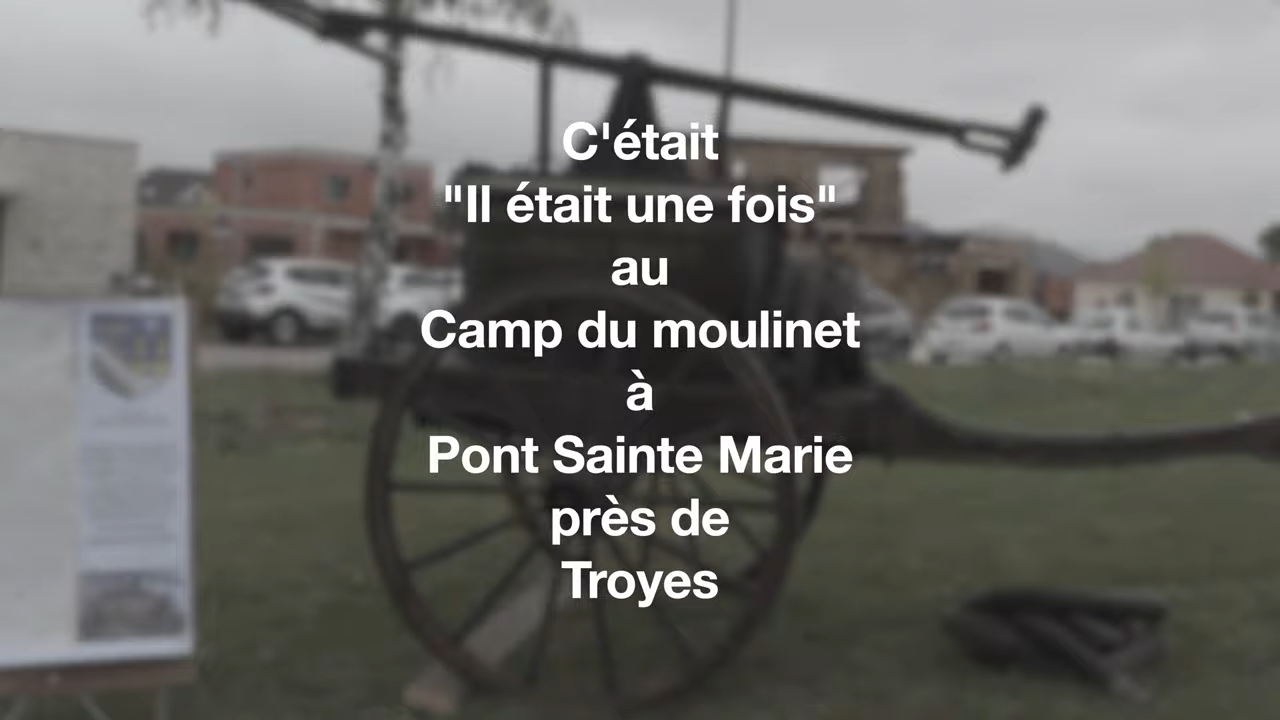 C'était
"Il était une fois"
au
Camp du moulinet
à
Pont Sainte Marie
près de
Troyes